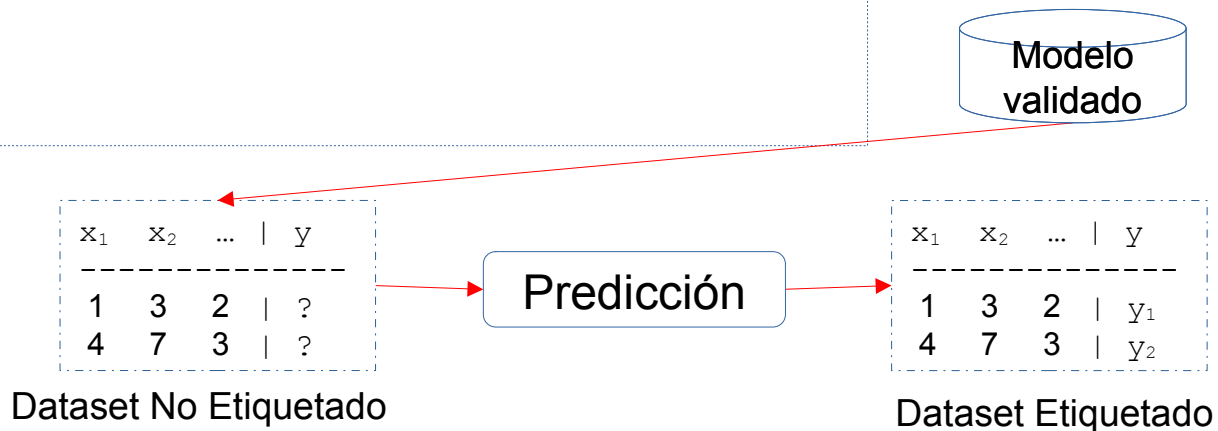 Modelo
validado
x₁ x₂ … | y
--------------
1 3 2 | ?
4 7 3 | ?
Dataset No Etiquetado
Predicción
x₁ x₂ … | y
--------------
1 3 2 | y₁
4 7 3 | y₂
Dataset Etiquetado